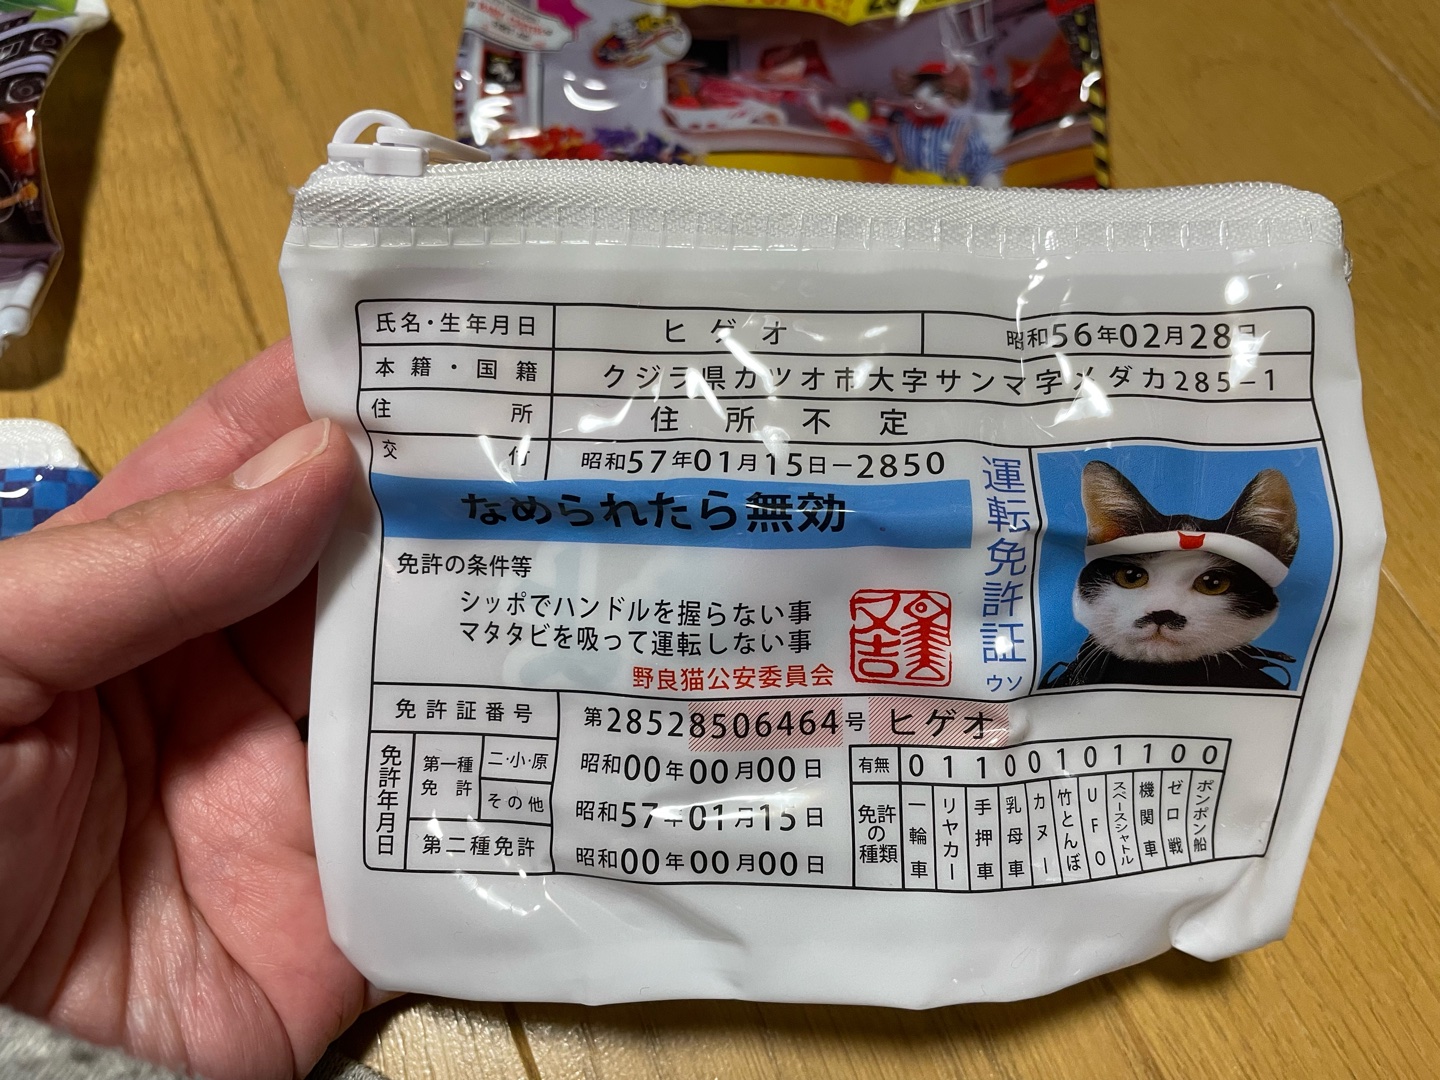 氏名・生年月日 ヒゲオ 昭和56年02月28日
本籍・国籍 クジラ県カツオ市大字サンマ字メダカ285-1
住所 住所不定
交付 昭和57年01月15日-2850
なめられたら無効
運転免許証
ウソ
免許の条件等
シッポでハンドルを握らない事
マタタビを吸って運転しない事
野良猫公安委員会
免許証番号 第28528506464号 ヒゲオ
免許年月日
第一種免許
二・小・原 昭和00年00月00日
その他 昭和57年01月15日
第二種免許 昭和00年00月00日
有無 0 1 1 0 0 1 0 1 1 0 0
免許の種類
一輪車
リヤカー
手押車
乳母車
カヌー
竹とんぼ
UFO
スペースシャトル
機関車
ゼロ戦
ポンポン船